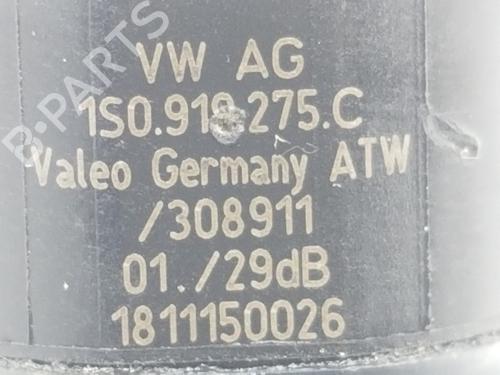 B-PARTS
VW AG
1S0.919.275.C
Valeo Germany ATW
/308911
01./29dB
1811150026